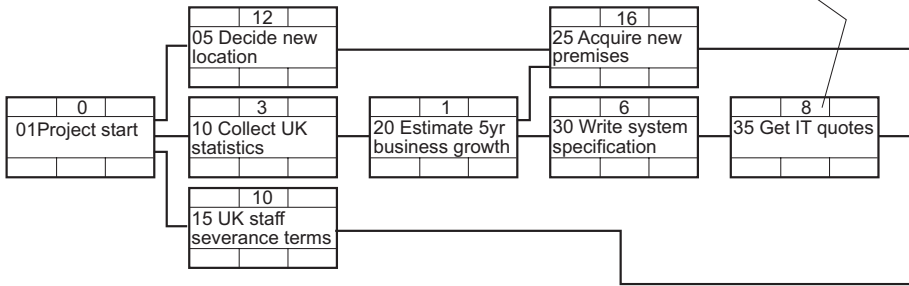 12
05 Decide new
location
16
25 Acquire new
premises
0
01Project start
3
10 Collect UK
statistics
1
20 Estimate 5yr
business growth
6
30 Write system
specification
8
35 Get IT quotes
10
15 UK staff
severance terms